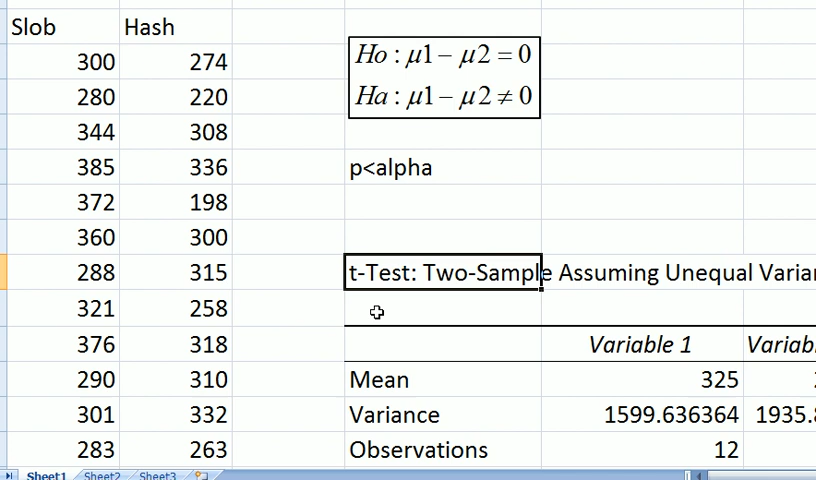 Slob Hash
300 274
Ho : μ1 − μ2 = 0
280 220
Ha : μ1 − μ2 ≠ 0
344 308
385 336 p<alpha
372 198
360 300
288 315 t-Test: Two-Sample Assuming Unequal Varian
321 258
376 318 Variable 1 Variab
290 310 Mean 325
301 332 Variance 1599.636364 1935.8
283 263 Observations 12
Sheet1 Sheet2 Sheet3